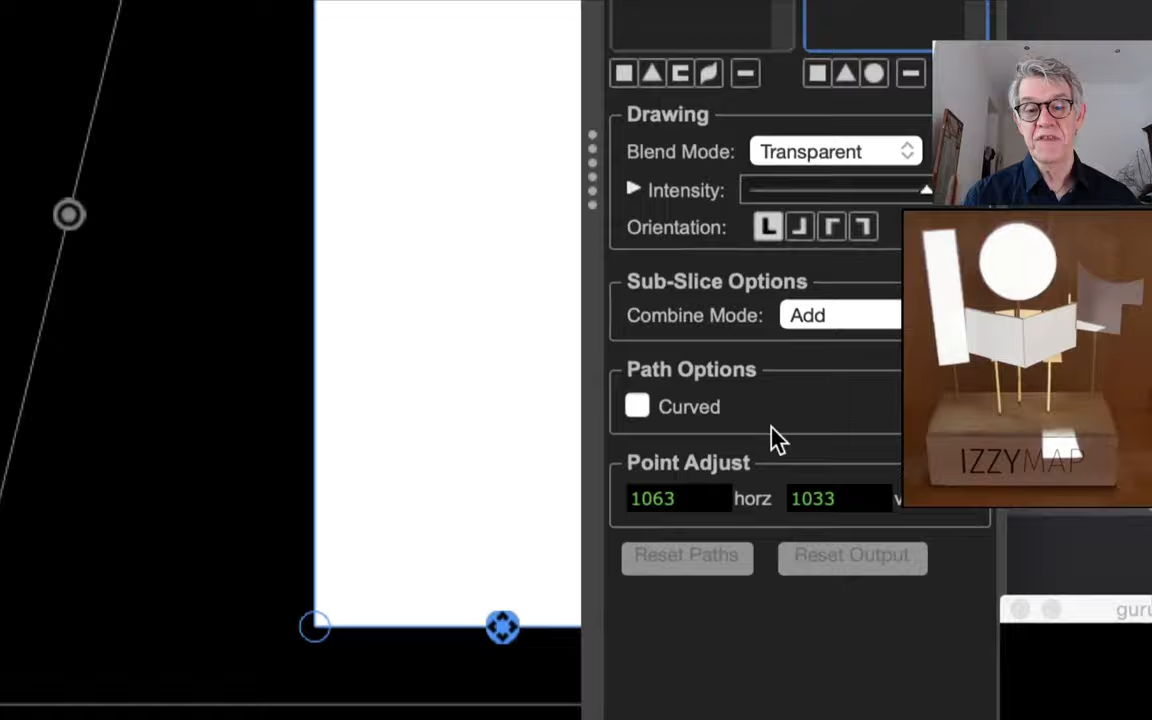 Drawing
Blend Mode: Transparent
Intensity:
Orientation:
Sub-Slice Options
Combine Mode: Add
Path Options
Curved
Point Adjust
1063 horz 1033 v
Reset Paths Reset Output
IZZYMAP
guru